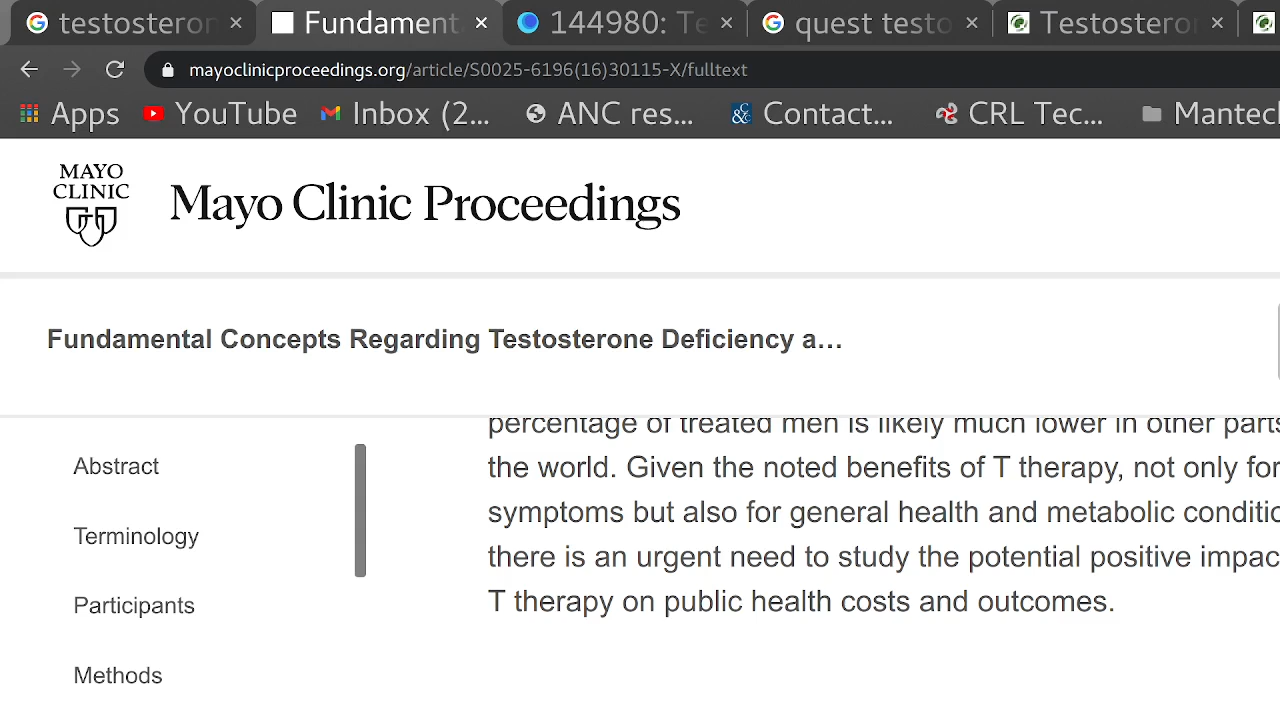 testosteron
Fundament
144980: Te
quest testo
Testosteron
mayoclinicproceedings.org/article/S0025-6196(16)30115-X/fulltext
Apps
YouTube
Inbox (2...
ANC res...
Contact...
CRL Tec...
Mantech
MAYO
CLINIC
Mayo Clinic Proceedings
Fundamental Concepts Regarding Testosterone Deficiency a...
Abstract
Terminology
Participants
Methods
percentage of treated men is likely much lower in other parts
the world. Given the noted benefits of T therapy, not only for
symptoms but also for general health and metabolic conditio
there is an urgent need to study the potential positive impac
T therapy on public health costs and outcomes.